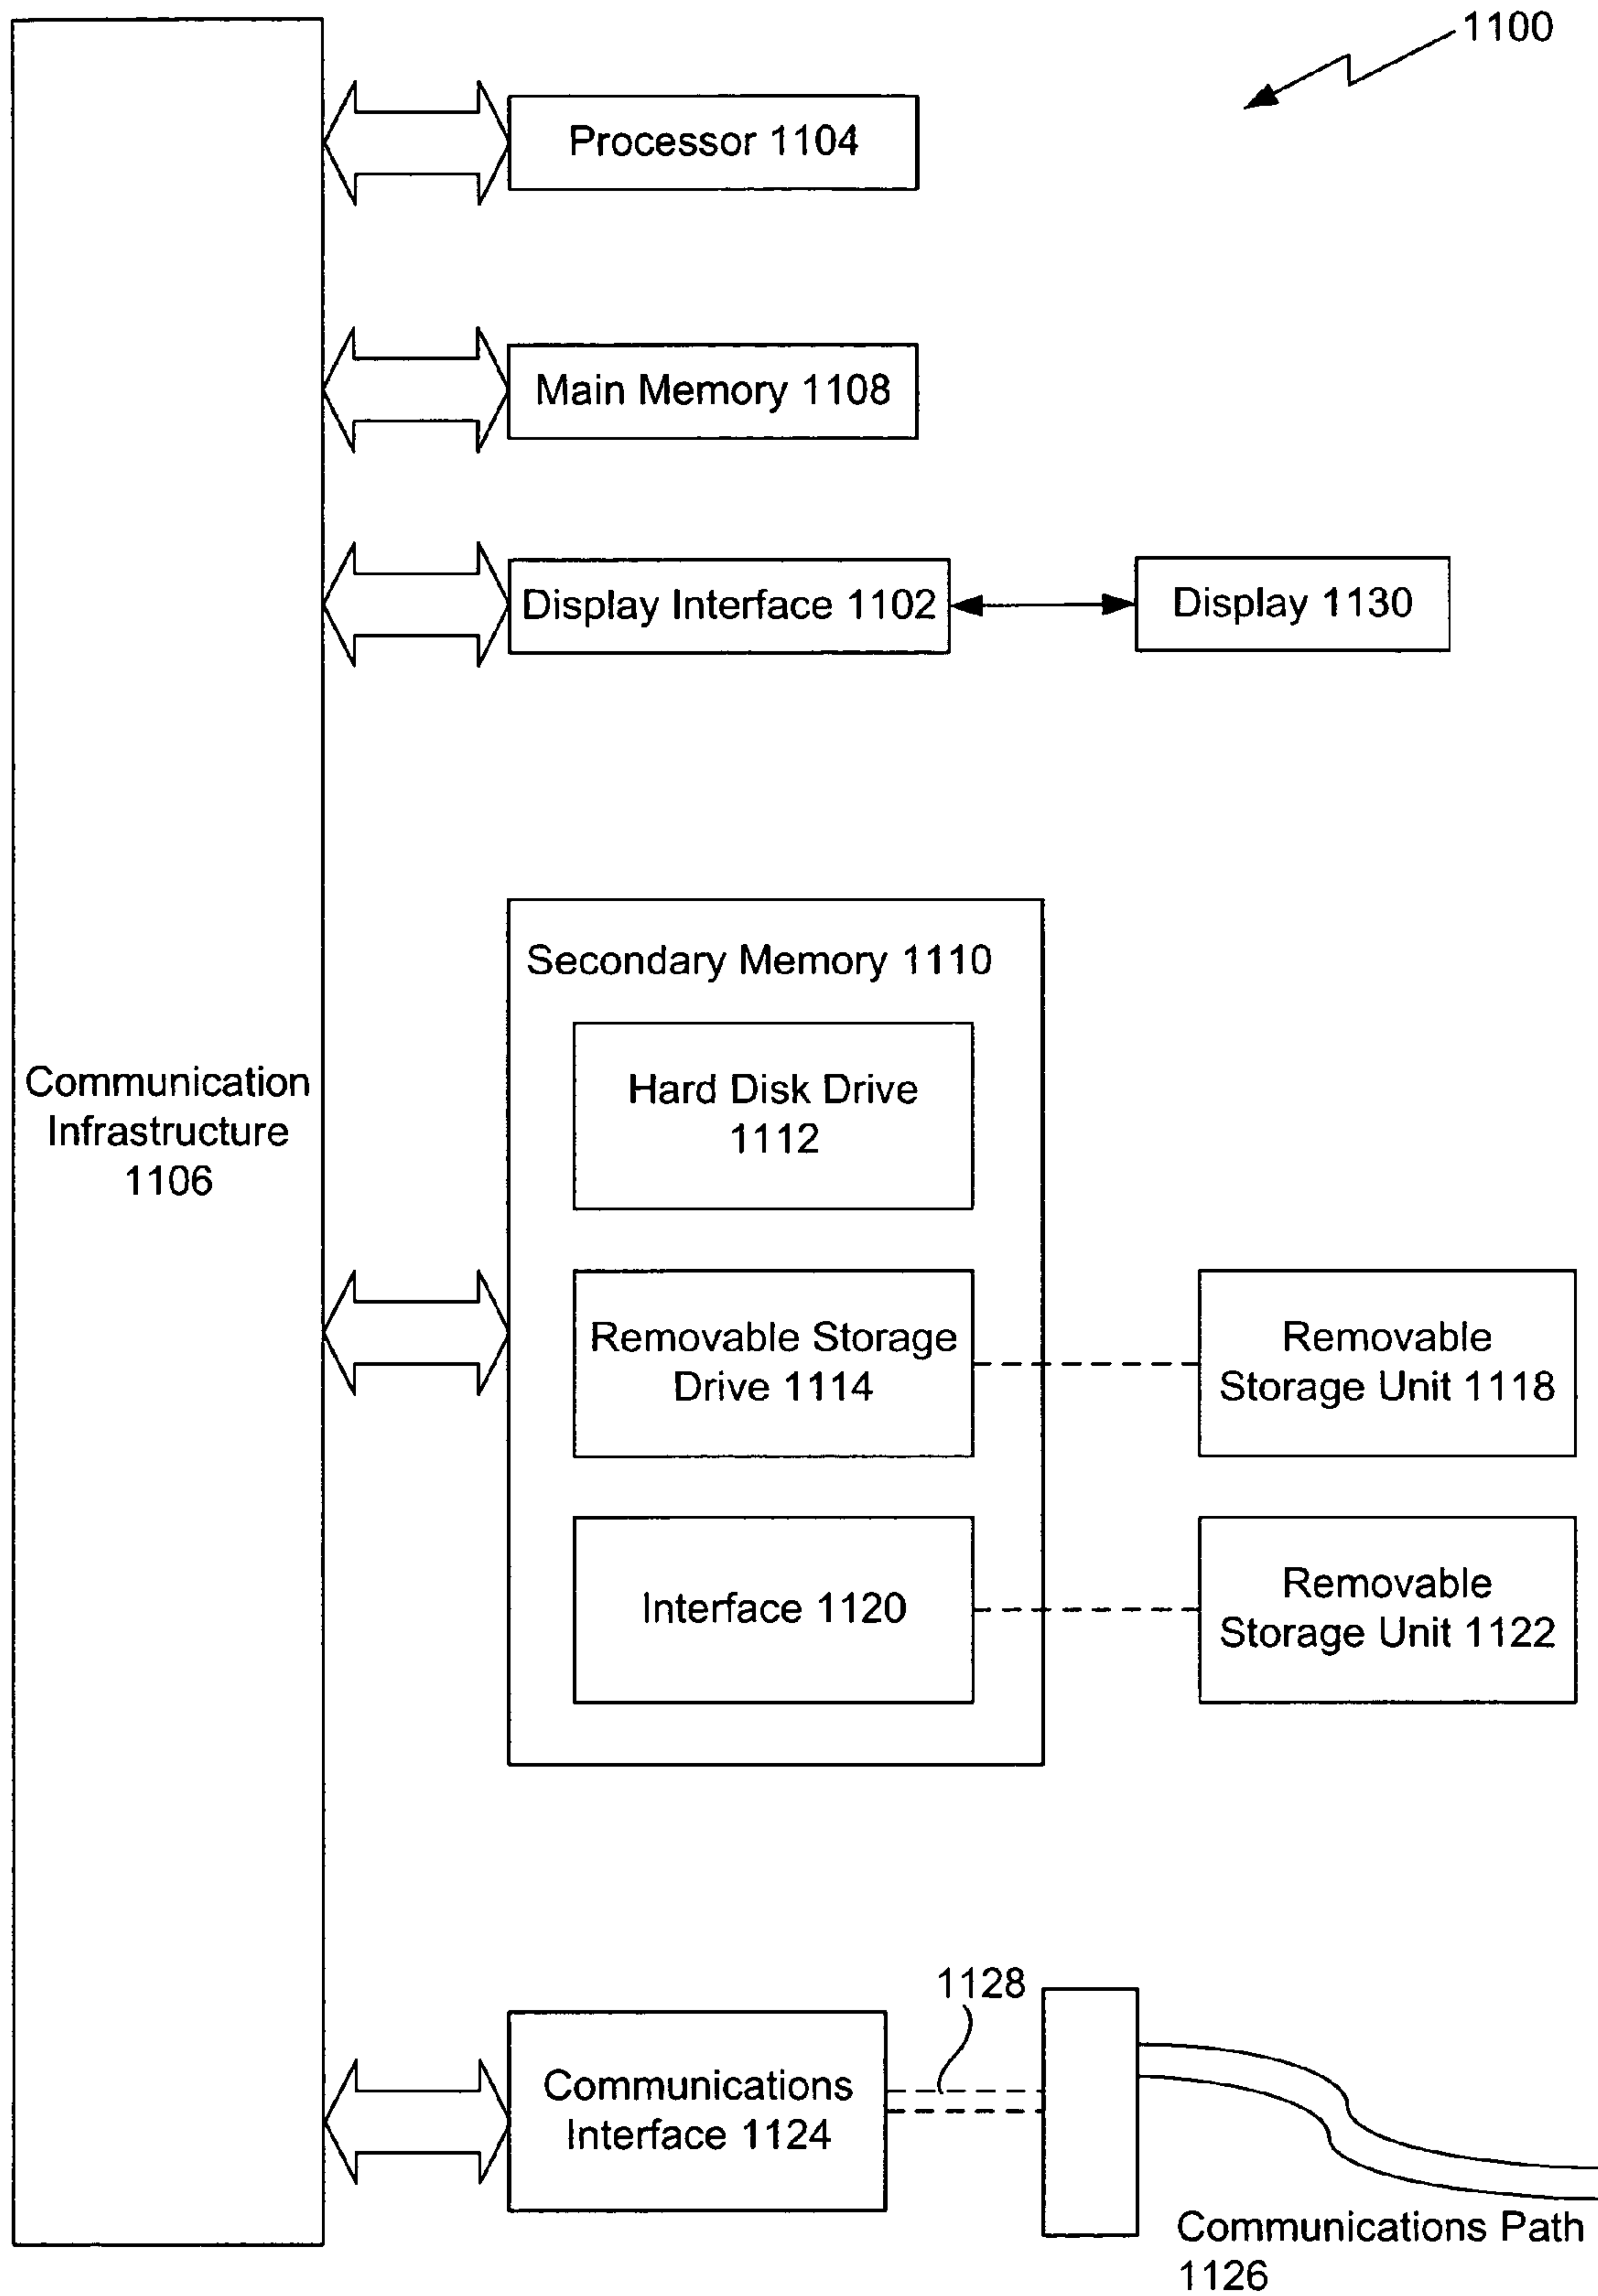 1100
Processor 1104
Main Memory 1108
Display Interface 1102
Display 1130
Secondary Memory 1110
Communication
Infrastructure
1106
Hard Disk Drive
1112
Removable Storage
Drive 1114
Removable
Storage Unit 1118
Interface 1120
Removable
Storage Unit 1122
1128
Communications
Interface 1124
Communications Path
1126